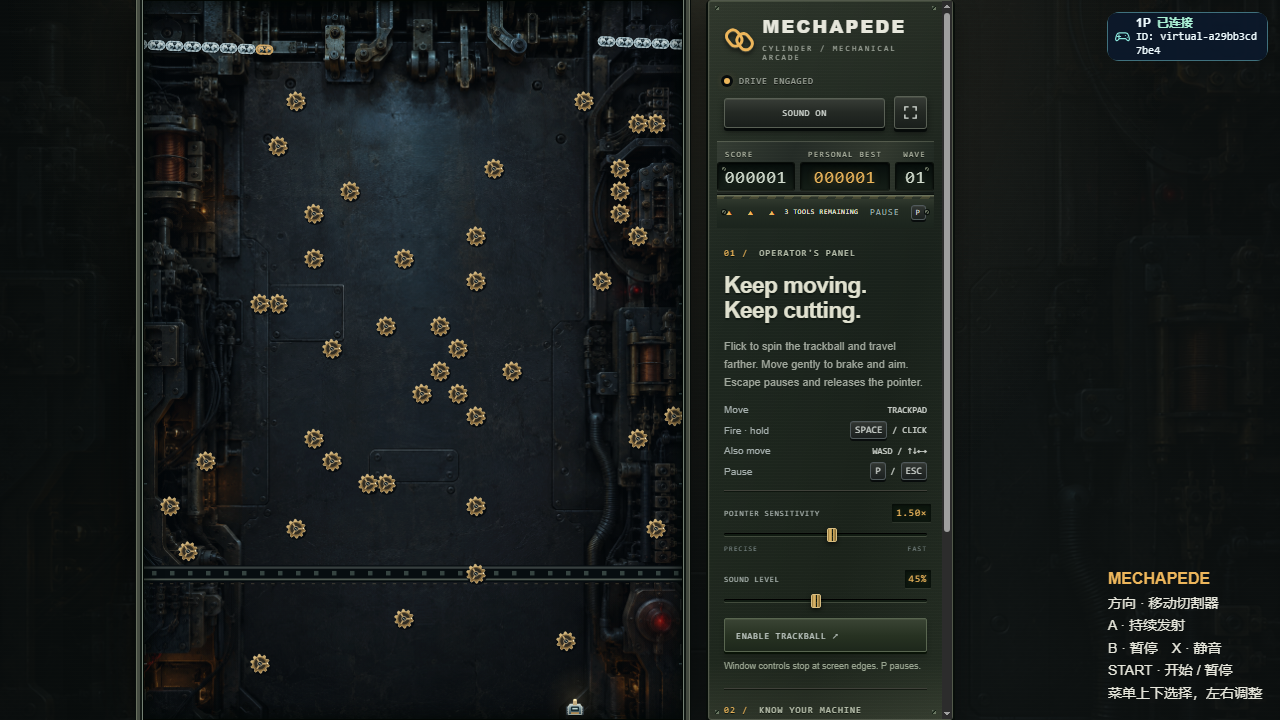 MECHAPEDE
CYLINDER / MECHANICAL
ARCADE
DRIVE ENGAGED
SOUND ON
SCORE PERSONAL BEST WAVE
000001 000001 01
3 TOOLS REMAINING PAUSE P
01 / OPERATOR'S PANEL
Keep moving.
Keep cutting.
Flick to spin the trackball and travel
farther. Move gently to brake and aim.
Escape pauses and releases the pointer.
Move TRACKPAD
Fire · hold SPACE / CLICK
Also move WASD / ↑↓←→
Pause P / ESC
POINTER SENSITIVITY 1.50×
PRECISE FAST
SOUND LEVEL 45%
ENABLE TRACKBALL ↗
Window controls stop at screen edges. P pauses.
02 / KNOW YOUR MACHINE
1P 已连接
ID: virtual-a29bb3cd
7be4
MECHAPEDE
方向 · 移动切割器
A · 持续发射
B · 暂停 X · 静音
START · 开始 / 暂停
菜单上下选择，左右调整